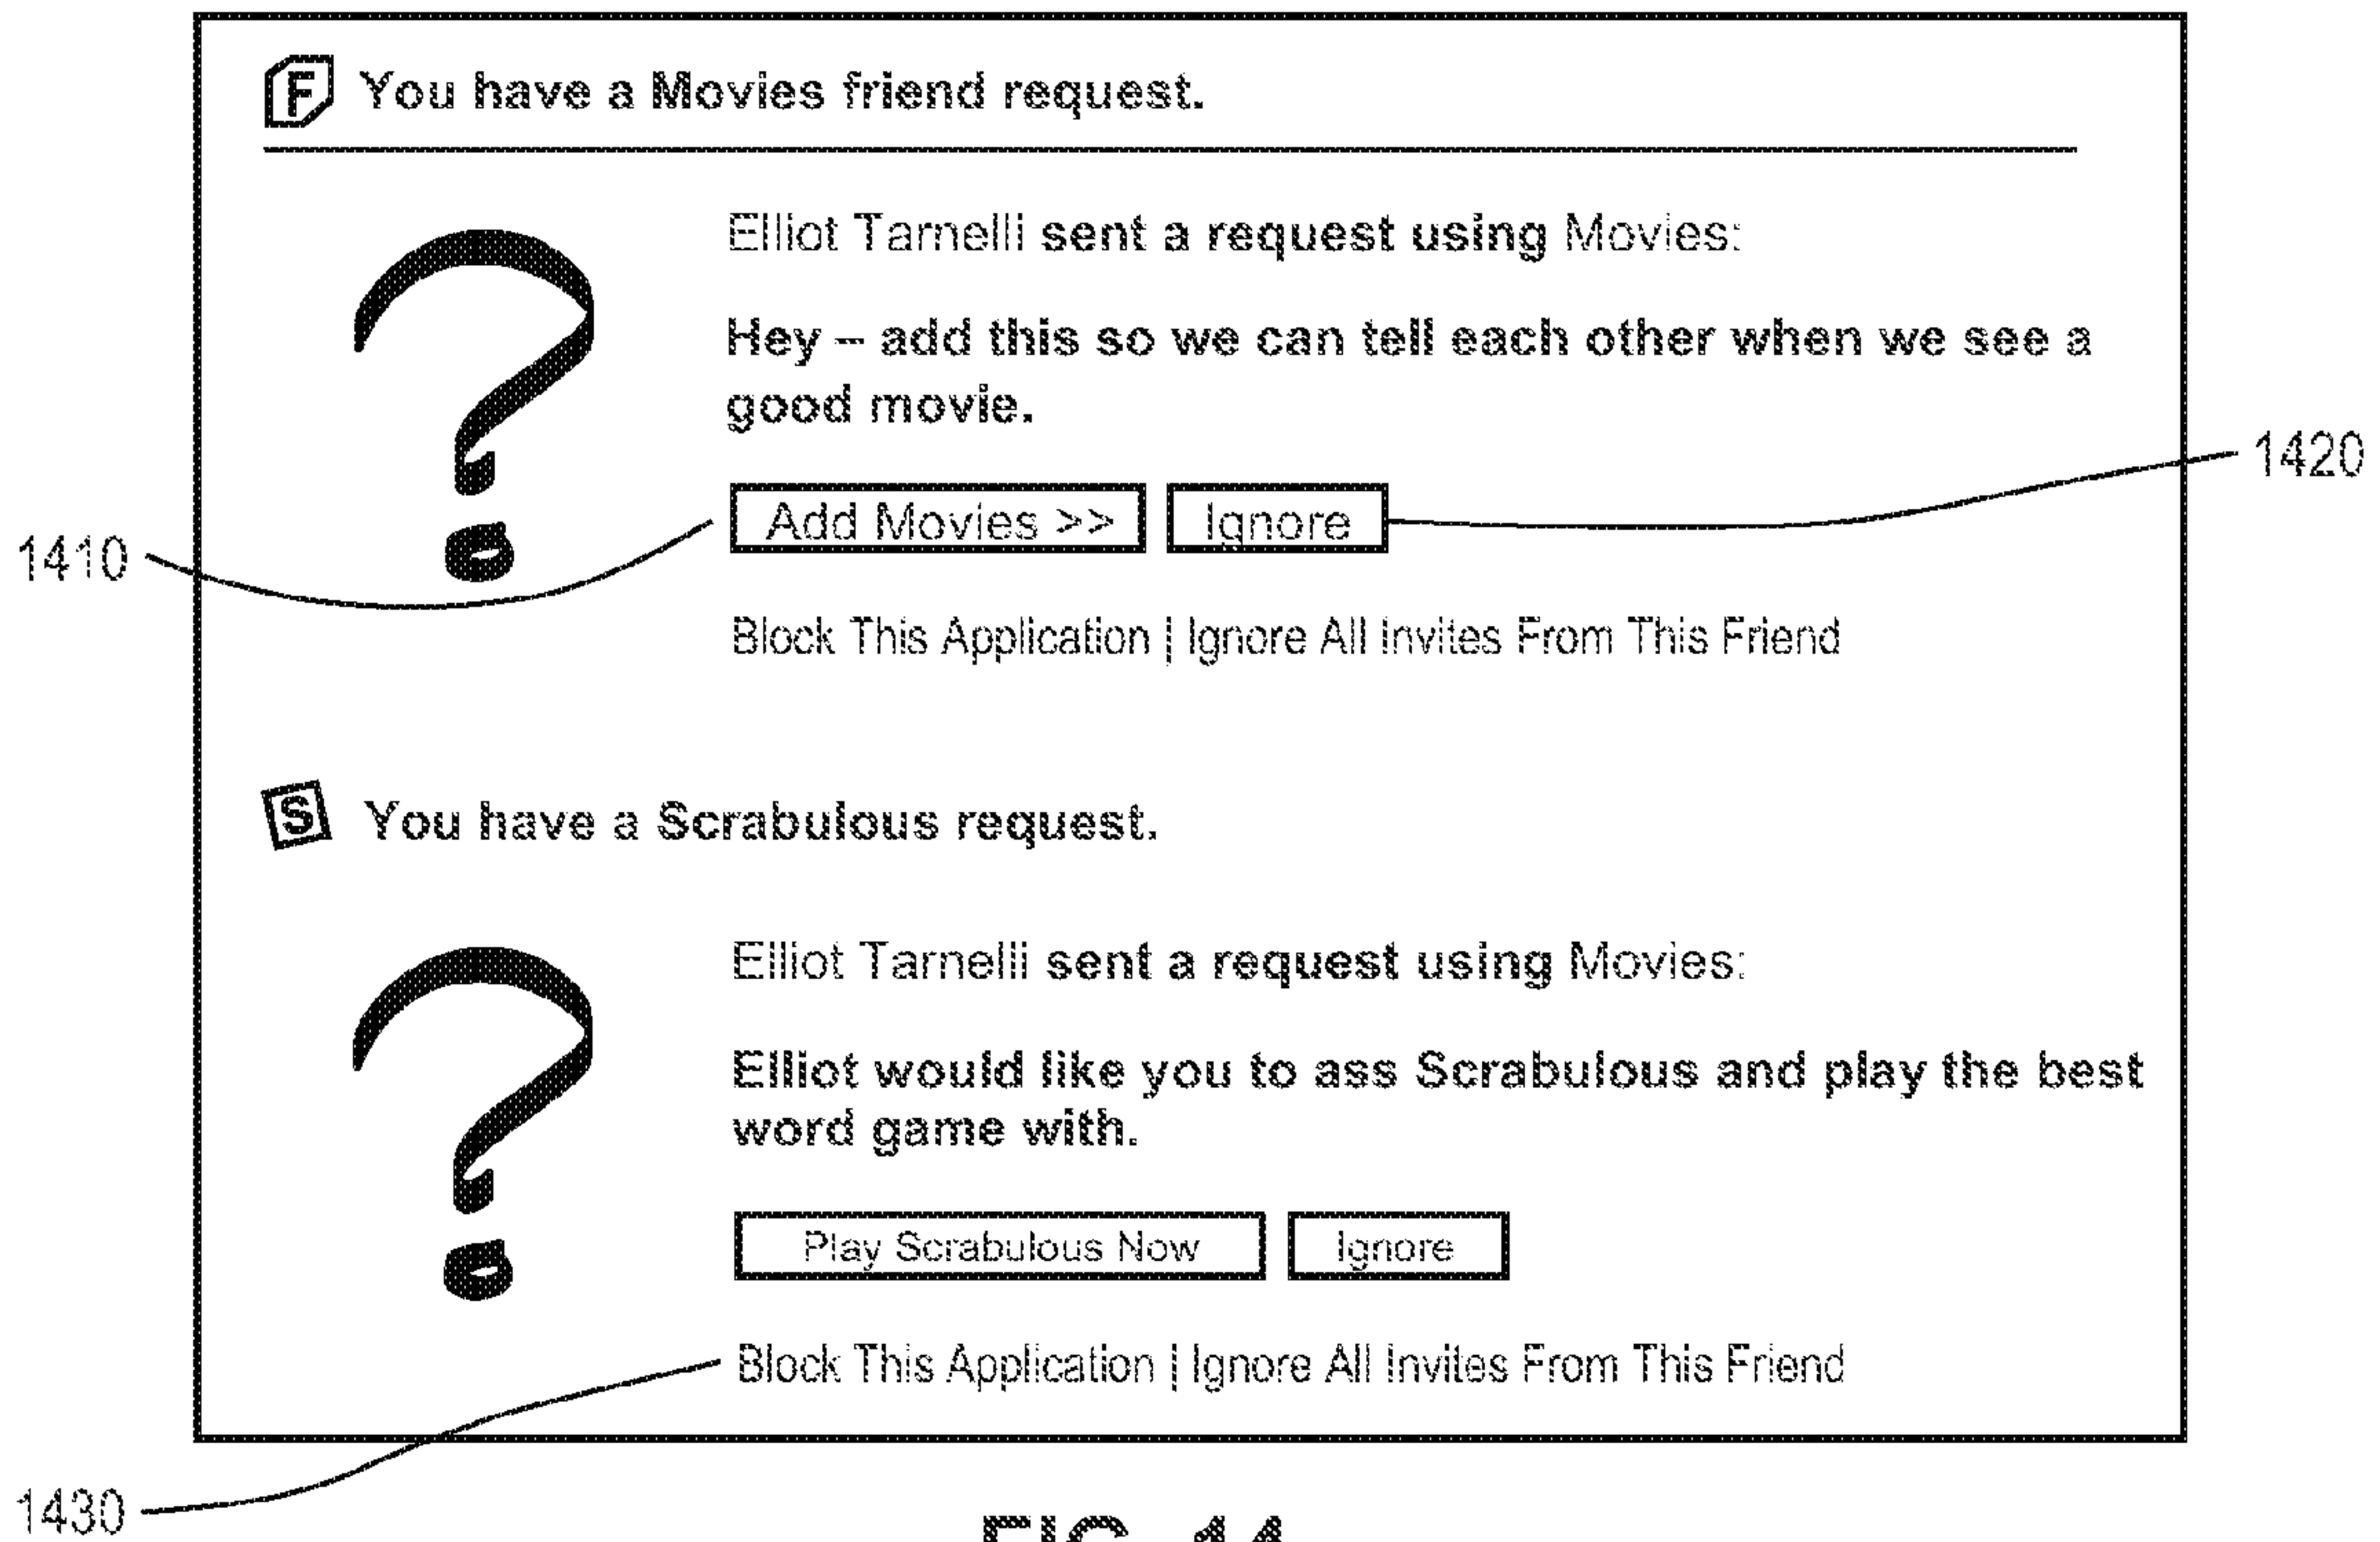 F You have a Movies friend request.
Elliot Tarnelli sent a request using Movies:
Hey – add this so we can tell each other when we see a
good movie.
1420
Add Movies >> Ignore
1410
Block This Application | Ignore All Invites From This Friend
S You have a Scrabulous request.
Elliot Tarnelli sent a request using Movies:
Elliot would like you to ass Scrabulous and play the best
word game with.
Play Scrabulous Now Ignore
Block This Application | Ignore All Invites From This Friend
1430
FIG. 14